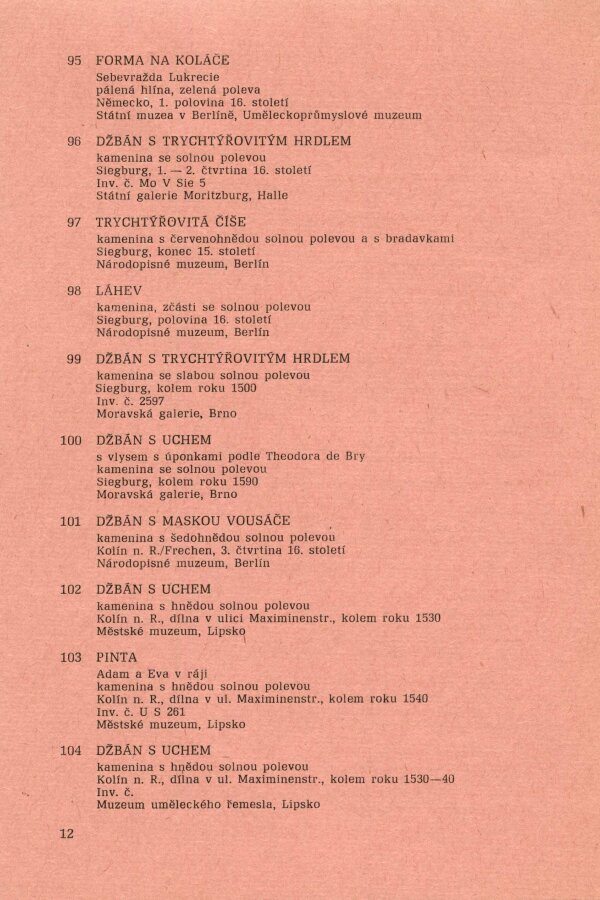 95 FORMA NA KOLÁČE
Sebevražda Lukrecie
pálená hlína, zelená poleva
Německo, 1. polovina 16. století
Státní muzea v Berlíně, Uměleckoprůmyslové muzeum
96 DŽBÁN S TRYCHTÝŘOVITÝM HRDLEM
kamenina se solnou polevou
Siegburg, 1. — 2. čtvrtina 16. století
Inv. č. Mo V Sie 5
Státní galerie Moritzburg, Halle
97 TRYCHTÝŘOVITÁ ČÍŠE
kamenina s červenohnědou solnou polevou a s bradavkami
Siegburg, konec 15. století
Národopisné muzeum, Berlín
98 LÁHEV
kamenina, zčásti se solnou polevou
Siegburg, polovina 16. století
Národopisné muzeum, Berlín
99 DŽBÁN S TRYCHTÝŘOVITÝM HRDLEM
kamenina se slabou solnou polevou
Siegburg, kolem roku 1500
Inv. č. 2597
Moravská galerie, Brno
100 DŽBÁN S UCHEM
s vlysem s úponkami podle Theodora de Bry
kamenina se solnou polevou
Siegburg, kolem roku 1590
Moravská galerie, Brno
101 DŽBÁN S MASKOU VOUSÁČE
kamenina s šedohnědou solnou polevou
Kolín n. R./Frechen, 3. čtvrtina 16. století
Národopisné muzeum, Berlín
102 DŽBÁN S UCHEM
kamenina s hnědou solnou polevou
Kolín n. R., dílna v ulici Maximinenstr., kolem roku 1530
Městské muzeum, Lipsko
103 PINTA
Adam a Eva v ráji
kamenina s hnědou solnou polevou
Kolín n. R., dílna v ul. Maximinenstr., kolem roku 1540
Inv. č. U S 261
Městské muzeum, Lipsko
104 DŽBÁN S UCHEM
kamenina s hnědou solnou polevou
Kolín n. R., dílna v ul. Maximinenstr., kolem roku 1530—40
Inv. č.
Muzeum uměleckého řemesla, Lipsko
12